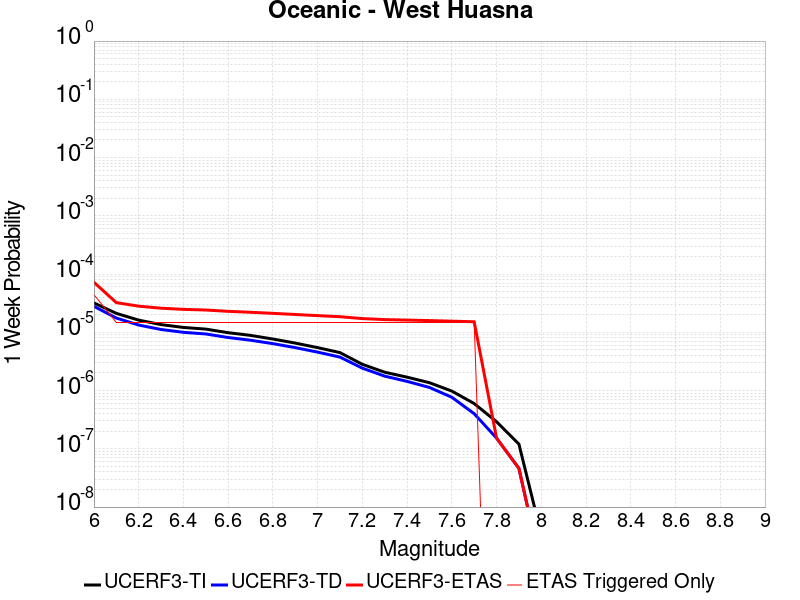 Oceanic - West Huasna
1 Week Probability
10^0
10^-1
10^-2
10^-3
10^-4
10^-5
10^-6
10^-7
10^-8
6 6.2 6.4 6.6 6.8 7 7.2 7.4 7.6 7.8 8 8.2 8.4 8.6 8.8 9
Magnitude
UCERF3-TI UCERF3-TD UCERF3-ETAS ETAS Triggered Only